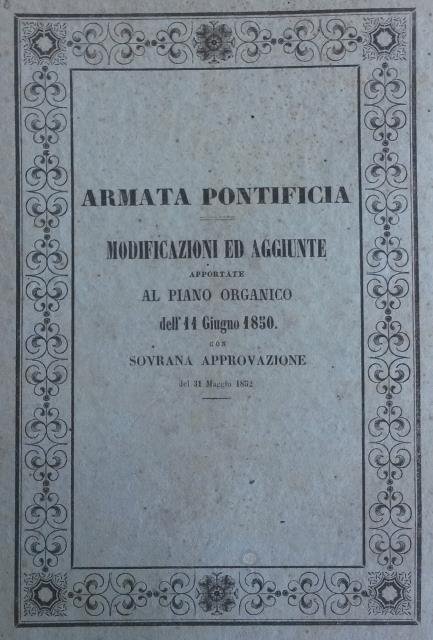 ARMATA PONTIFICIA
MODIFICAZIONI ED AGGIUNTE
APPORTATE
AL PIANO ORGANICO
dell' 11 Giugno 1850.
CON
SOVRANA APPROVAZIONE
del 31 Maggio 1852